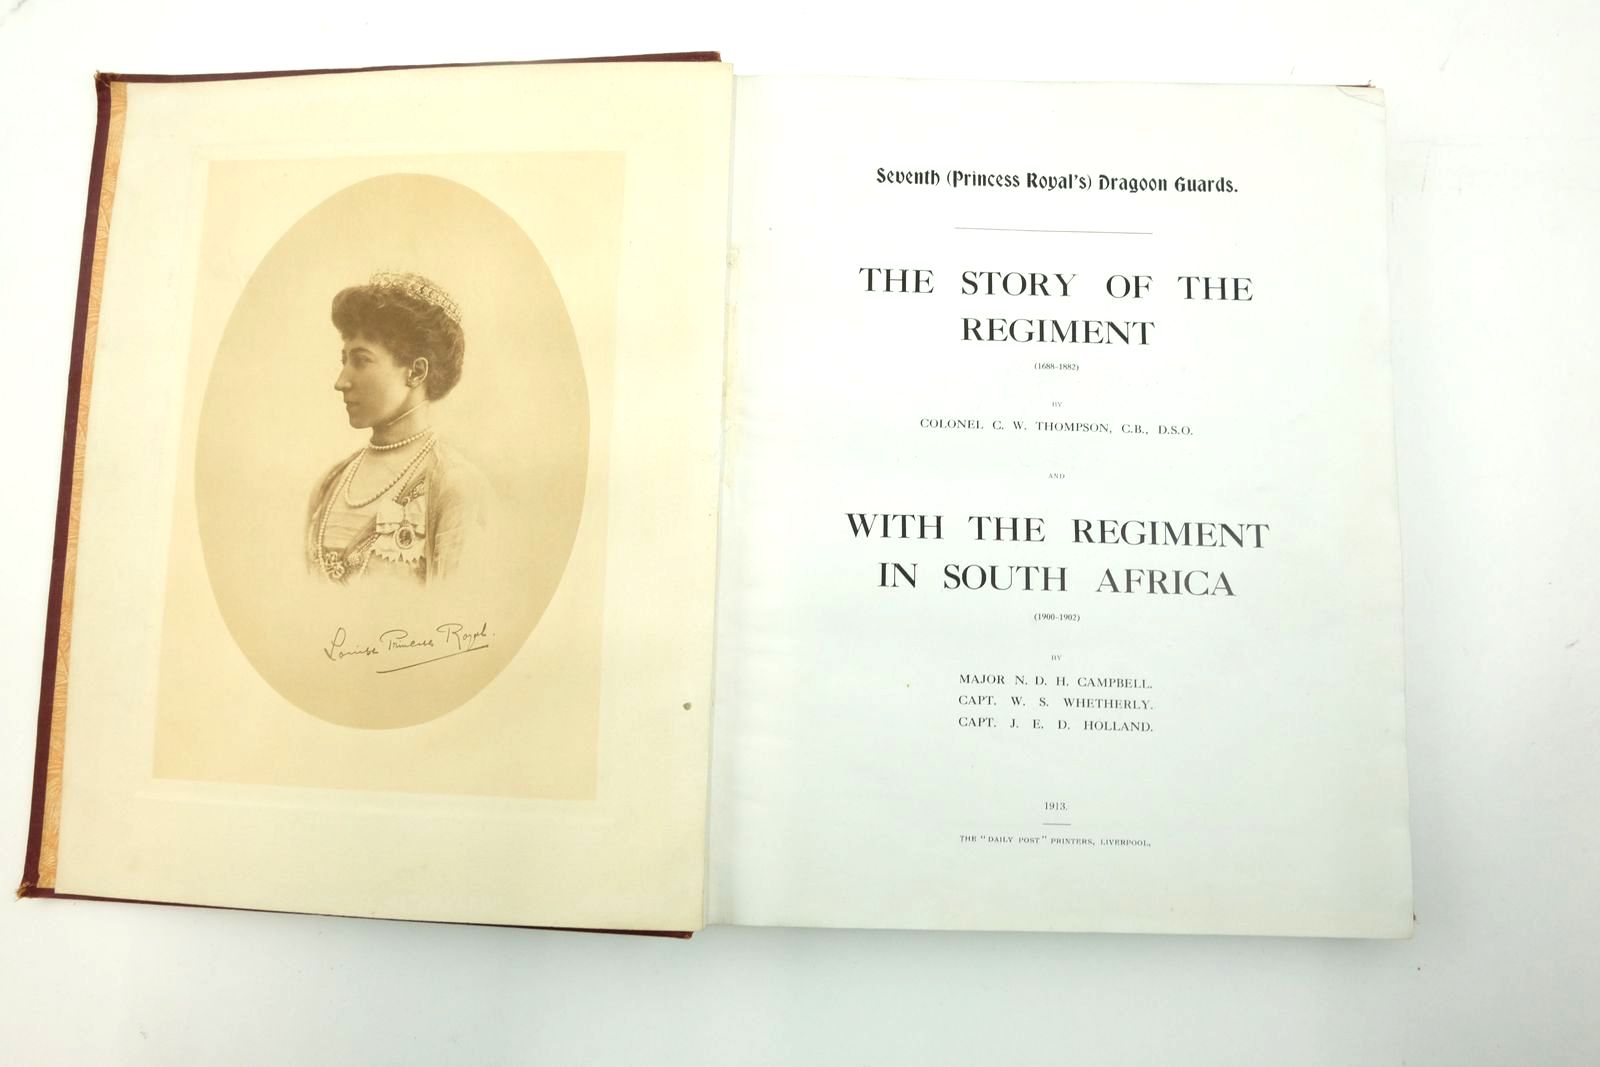 Louise Princess Royal.
Seventh (Princess Royal's) Dragoon Guards.
THE STORY OF THE
REGIMENT
(1688-1882)
BY
COLONEL C. W. THOMPSON, C.B., D.S.O.
AND
WITH THE REGIMENT
IN SOUTH AFRICA
(1900-1902)
BY
MAJOR N. D. H. CAMPBELL.
CAPT. W. S. WHETHERLY.
CAPT. J. E. D. HOLLAND.
1913.
THE "DAILY POST" PRINTERS, LIVERPOOL,